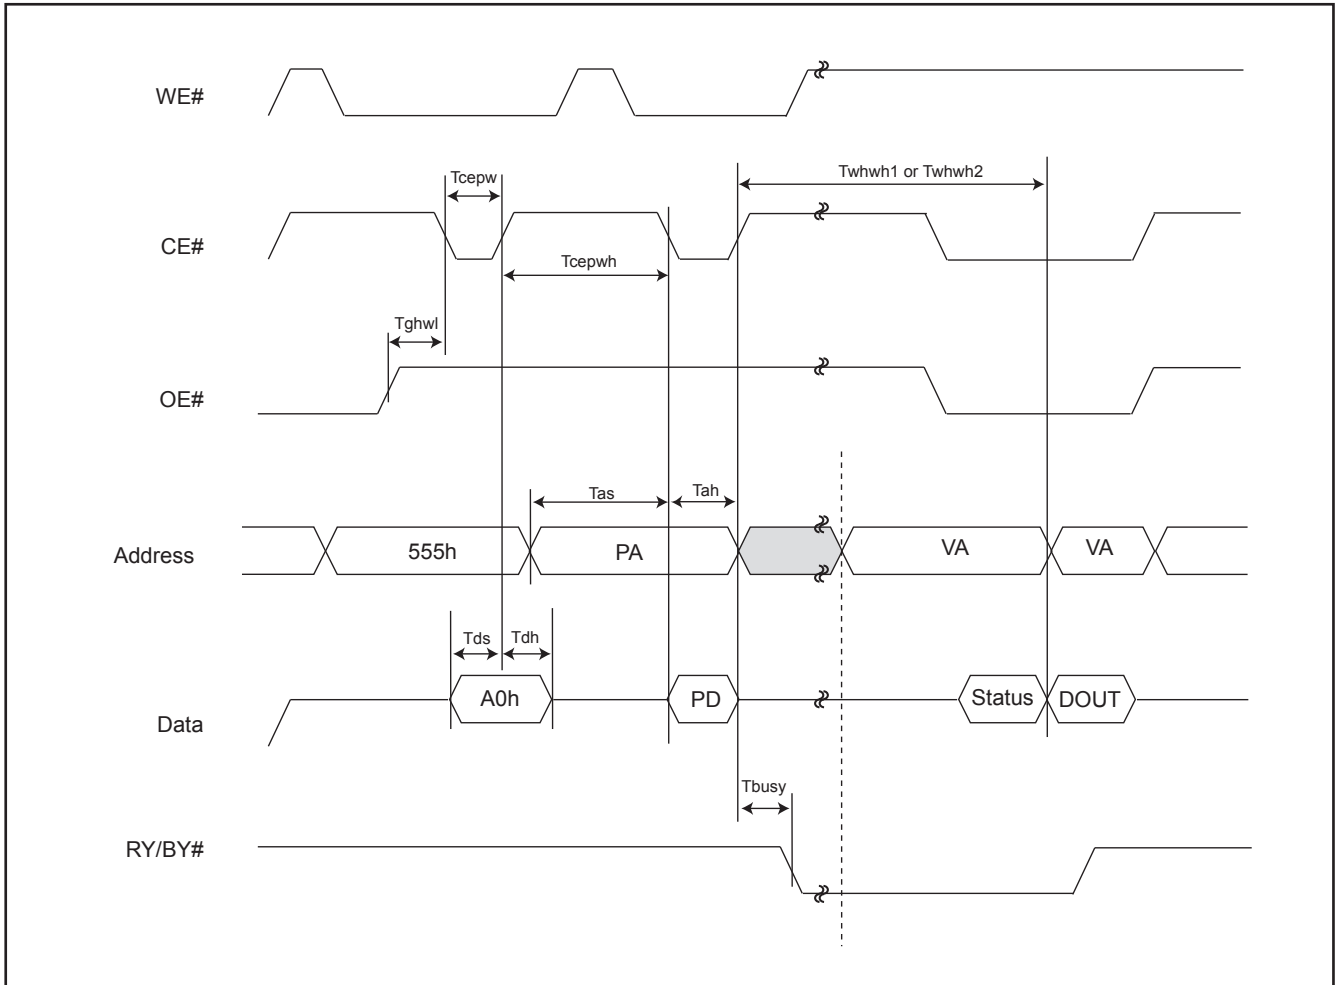 WE#
Tcepw
Twhwh1 or Twhwh2
CE#
Tcepwh
Tghwl
OE#
Tas
Tah
Address
555h
PA
VA
VA
Tds
Tdh
Data
A0h
PD
Status
DOUT
Tbusy
RY/BY#